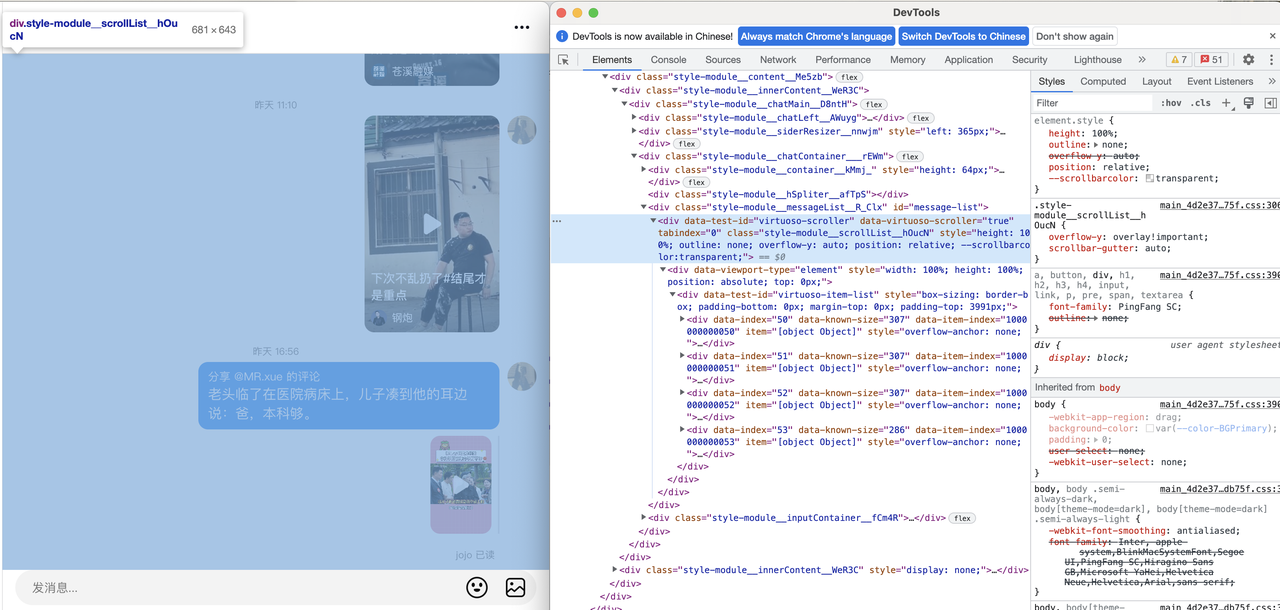 div.style-module__scrollList__hOu
cN
681 × 643
苍溪融媒
昨天 11:10
下次不乱扔了#结尾才
是重点
钢炮
昨天 16:56
分享 @MR.xue 的评论
老头临了在医院病床上，儿子凑到他的耳边
说：爸，本科够。
jojo 已读
发消息...
DevTools
DevTools is now available in Chinese!
Always match Chrome's language
Switch DevTools to Chinese
Don't show again
Elements
Console
Sources
Network
Performance
Memory
Application
Security
Lighthouse
7
51
<div class="style-module__content__Me5zb"> flex
<div class="style-module__innerContent__WeR3C">
<div class="style-module__chatMain__D8ntH"> flex
<div class="style-module__chatLeft__AWuyg">…</div> flex
<div class="style-module__siderResizer__nnwjm" style="left: 365px;">…
</div> flex
<div class="style-module__chatContainer___rEWm"> flex
<div class="style-module__container__kMmj_" style="height: 64px;">…
</div> flex
<div class="style-module__hSpliter__afTpS"></div>
<div class="style-module__messageList__R_Clx" id="message-list">
<div data-test-id="virtuoso-scroller" data-virtuoso-scroller="true"
tabindex="0" class="style-module__scrollList__hOucN" style="height: 10
0%; outline: none; overflow-y: auto; position: relative; --scrollbarco
lor:transparent;"> == $0
<div data-viewport-type="element" style="width: 100%; height: 100%;
position: absolute; top: 0px;">
<div data-test-id="virtuoso-item-list" style="box-sizing: border-b
ox; padding-bottom: 0px; margin-top: 0px; padding-top: 3991px;">
<div data-index="50" data-known-size="307" data-item-index="1000
000000050" item="[object Object]" style="overflow-anchor: none;
">…</div>
<div data-index="51" data-known-size="307" data-item-index="1000
000000051" item="[object Object]" style="overflow-anchor: none;
">…</div>
<div data-index="52" data-known-size="307" data-item-index="1000
000000052" item="[object Object]" style="overflow-anchor: none;
">…</div>
<div data-index="53" data-known-size="286" data-item-index="1000
000000053" item="[object Object]" style="overflow-anchor: none;
">…</div>
</div>
</div>
</div>
</div>
<div class="style-module__inputContainer__fCm4R">…</div> flex
</div>
</div>
</div>
<div class="style-module__innerContent__WeR3C" style="display: none;">…</div>
</div>
</div>
Styles
Computed
Layout
Event Listeners
Filter
:hov
.cls
element.style {
height: 100%;
outline: none;
overflow-y: auto;
position: relative;
--scrollbarcolor: transparent;
}
.style-
main_4d2e37…75f.css:306
module__scrollList__h
OucN {
overflow-y: overlay!important;
scrollbar-gutter: auto;
}
a, button, div, h1,
main_4d2e37…75f.css:390
h2, h3, h4, input,
link, p, pre, span, textarea {
font-family: PingFang SC;
outline: none;
}
div {
user agent stylesheet
display: block;
}
Inherited from body
body {
main_4d2e37…75f.css:390
-webkit-app-region: drag;
background-color: var(--color-BGPrimary);
padding: 0;
user-select: none;
-webkit-user-select: none;
}
body, body .semi-
main_4d2e37…db75f.css:3
always-dark,
body[theme-mode=dark], body[theme-mode=dark]
.semi-always-light {
-webkit-font-smoothing: antialiased;
font-family: Inter, apple-
system,BlinkMacSystemFont,Segoe
UI,PingFang SC,Hiragino Sans
GB,Microsoft YaHei,Helvetica
Neue,Helvetica,Arial,sans-serif;
}